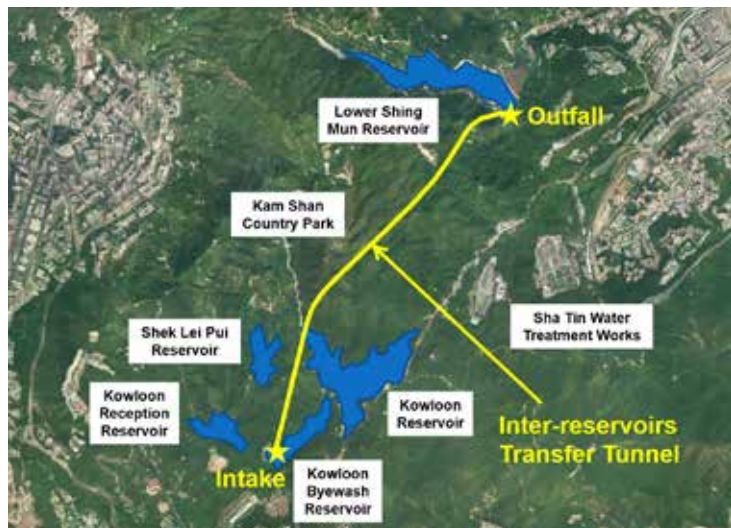 Lower Shing
Mun Reservoir
Outfall
Kam Shan
Country Park
Shek Lei Pui
Reservoir
Sha Tin Water
Treatment Works
Kowloon
Reception
Reservoir
Kowloon
Reservoir
Inter-reservoirs
Transfer Tunnel
Intake
Kowloon
Byewash
Reservoir